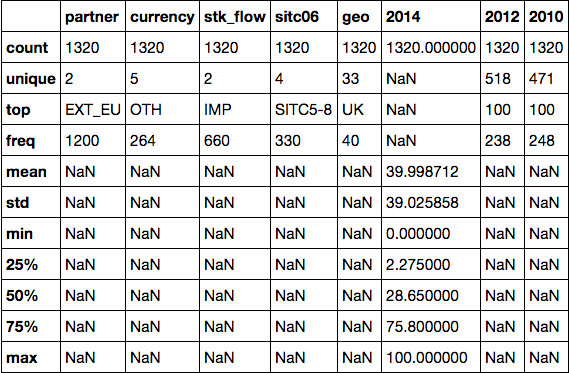 partner currency stk_flow sitc06 geo 2014 2012 2010
count 1320 1320 1320 1320 1320 1320.000000 1320 1320
unique 2 5 2 4 33 NaN 518 471
top EXT_EU OTH IMP SITC5-8 UK NaN 100 100
freq 1200 264 660 330 40 NaN 238 248
mean NaN NaN NaN NaN NaN 39.998712 NaN NaN
std NaN NaN NaN NaN NaN 39.025858 NaN NaN
min NaN NaN NaN NaN NaN 0.000000 NaN NaN
25% NaN NaN NaN NaN NaN 2.275000 NaN NaN
50% NaN NaN NaN NaN NaN 28.650000 NaN NaN
75% NaN NaN NaN NaN NaN 75.800000 NaN NaN
max NaN NaN NaN NaN NaN 100.000000 NaN NaN